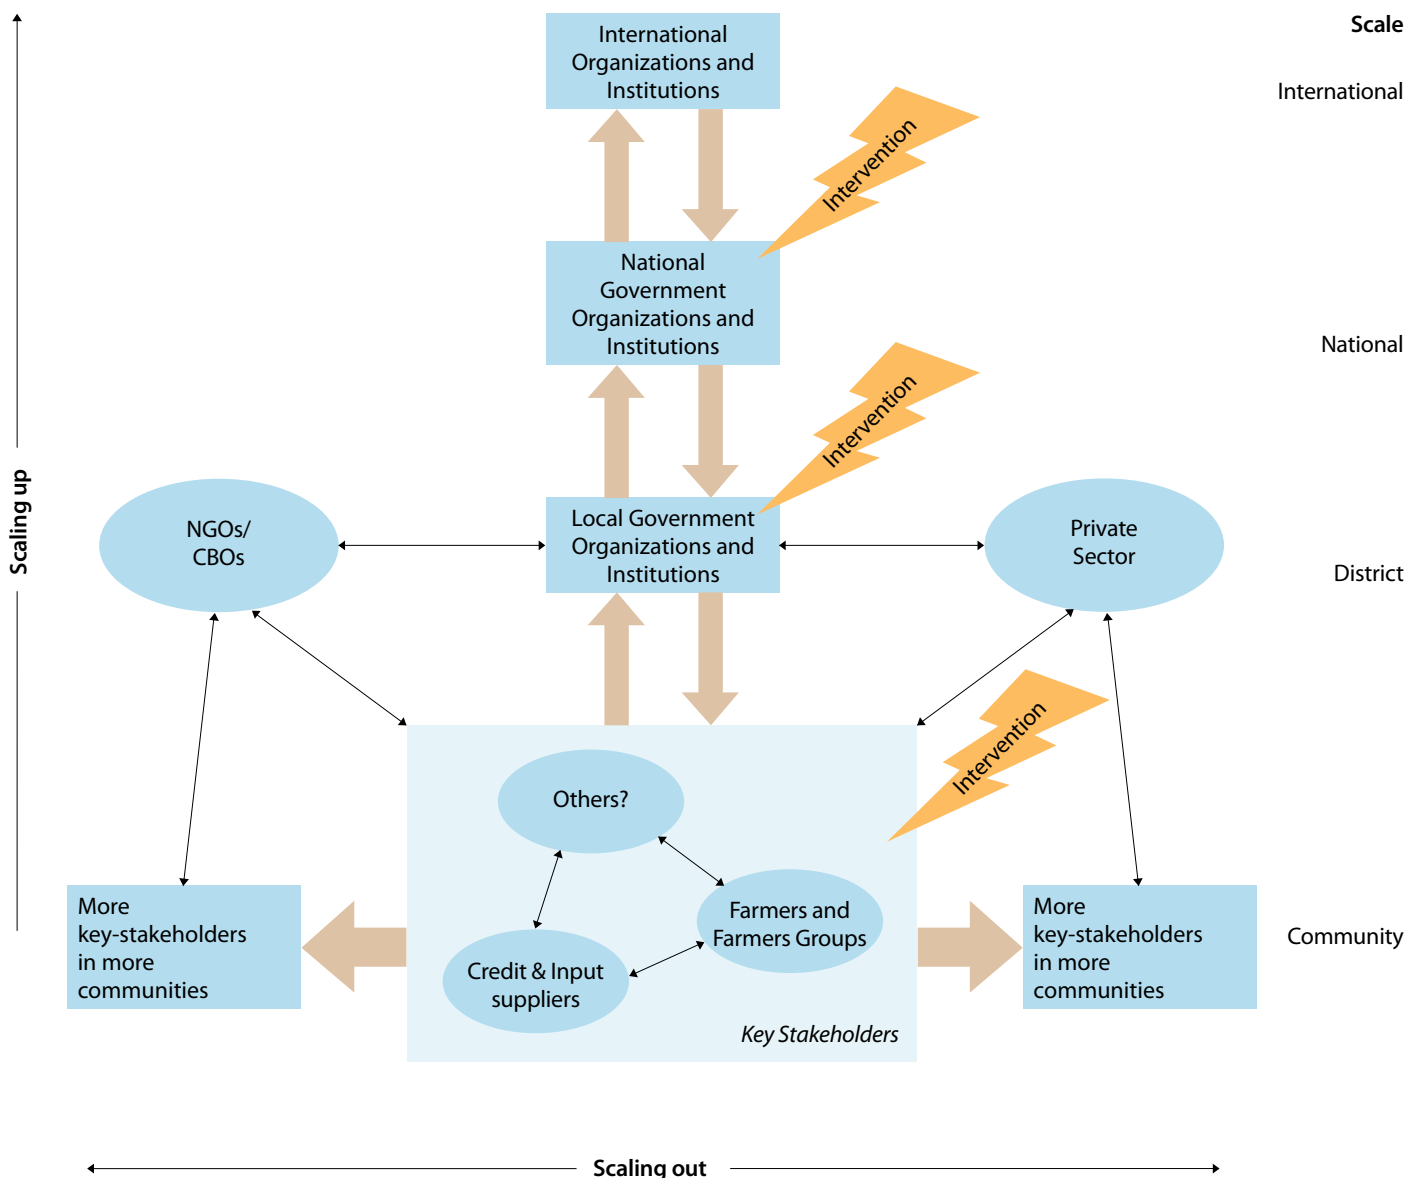 International
Organizations and
Institutions
Scale
International
Intervention
National
Government
Organizations and
Institutions
National
Intervention
Scaling up
NGOs/
CBOs
Local Government
Organizations and
Institutions
Private
Sector
District
Intervention
Others?
Farmers and
Farmers Groups
Credit & Input
suppliers
Key Stakeholders
More
key-stakeholders
in more
communities
More
key-stakeholders
in more
communities
Community
Scaling out